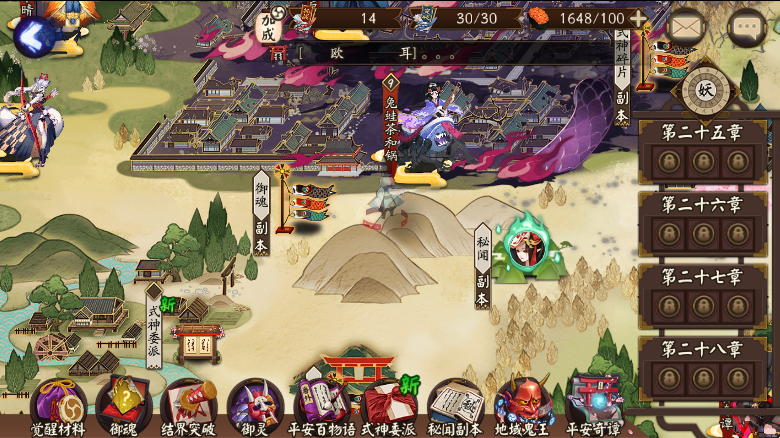 晴
加成
14
30/30
1648/100
[ 欧 耳]。。。
式神碎片
副本
妖
9
兔蛙茶和锅
第二十五章
第二十六章
第二十七章
第二十八章
御魂
副本
秘闻
副本
新
式神委派
新
觉醒材料
御魂
结界突破
御灵
平安百物语
式神委派
秘闻副本
地域鬼王
平安奇谭
谭